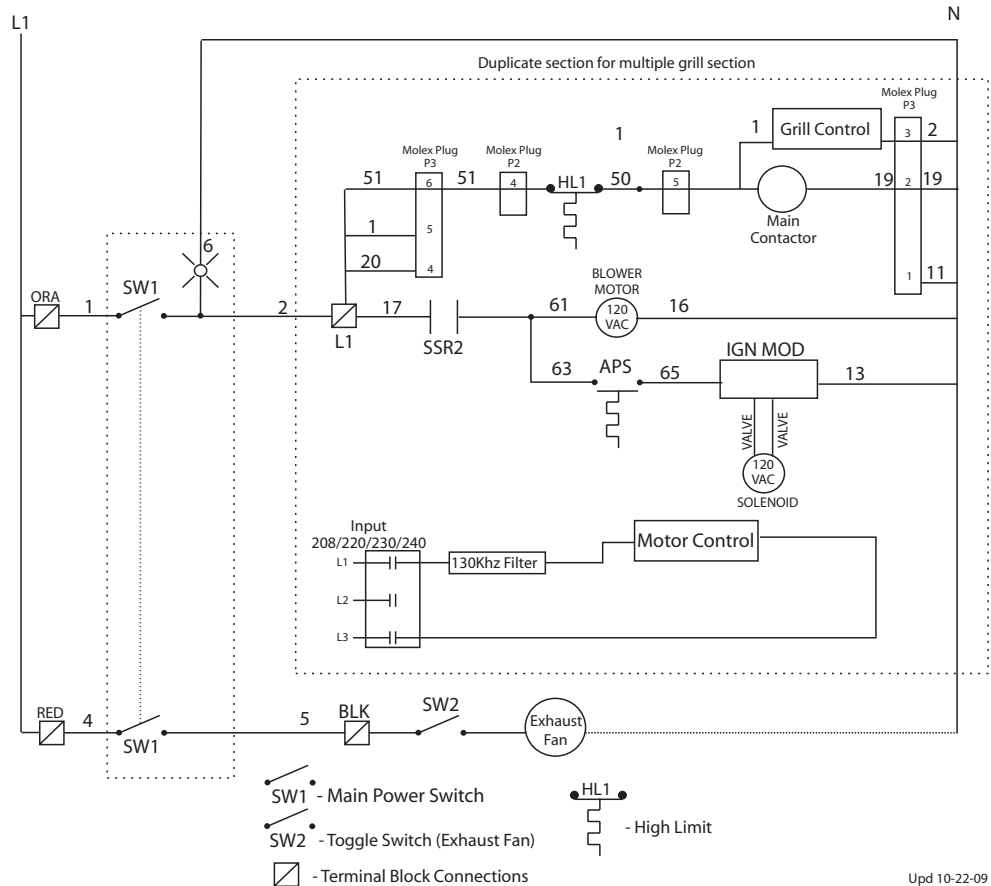 L1
N
Duplicate section for multiple grill section
Molex Plug
P3
1
1
Grill Control
3
2
Molex Plug
P3
Molex Plug
P2
Molex Plug
P2
51
6
51
4
HL1
50
5
19
2
19
Main
Contactor
6
1
5
20
4
1
11
ORA
1
SW1
2
L1
17
SSR2
61
BLOWER
MOTOR
120
VAC
16
63
APS
65
IGN MOD
13
VALVE
VALVE
120
VAC
SOLENOID
Input
208/220/230/240
L1
130Khz Filter
Motor Control
L2
L3
RED
4
SW1
5
BLK
SW2
Exhaust
Fan
SW1 - Main Power Switch
SW2 - Toggle Switch (Exhaust Fan)
- Terminal Block Connections
HL1
- High Limit
Upd 10-22-09